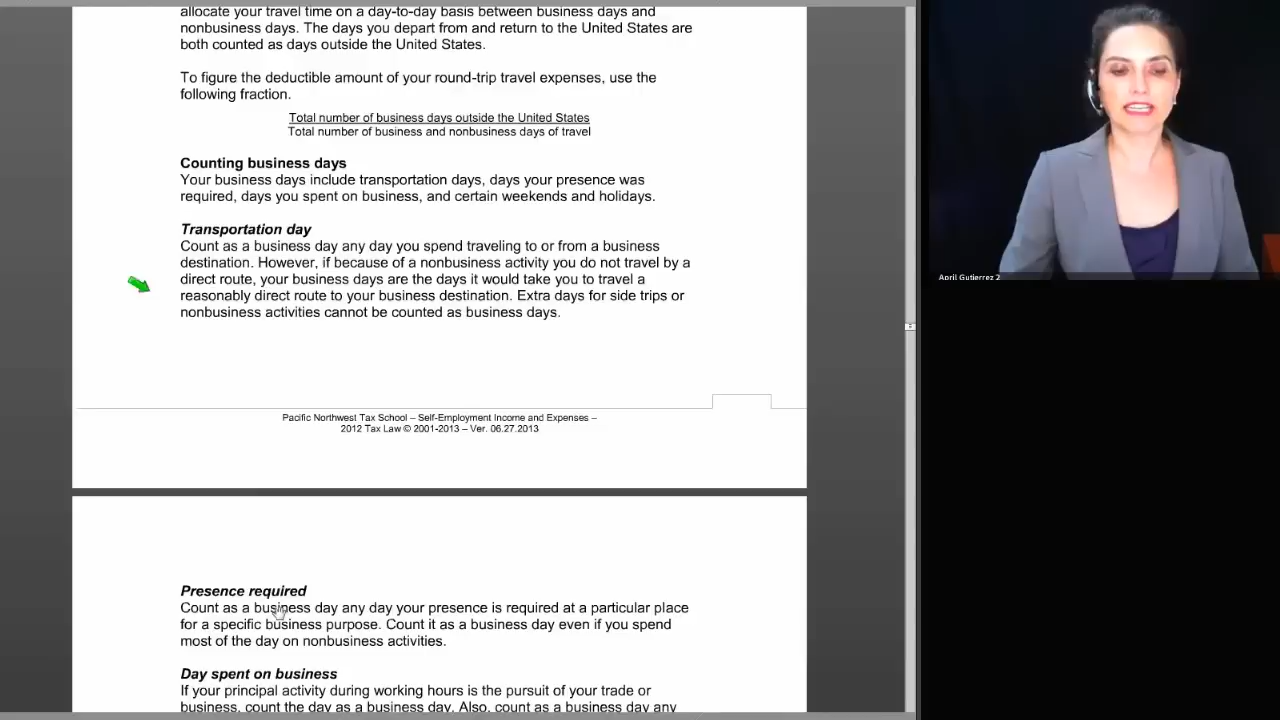 allocate your travel time on a day-to-day basis between business days and
nonbusiness days. The days you depart from and return to the United States are
both counted as days outside the United States.
To figure the deductible amount of your round-trip travel expenses, use the
following fraction.
Total number of business days outside the United States
Total number of business and nonbusiness days of travel
Counting business days
Your business days include transportation days, days your presence was
required, days you spent on business, and certain weekends and holidays.
Transportation day
Count as a business day any day you spend traveling to or from a business
destination. However, if because of a nonbusiness activity you do not travel by a
direct route, your business days are the days it would take you to travel a
reasonably direct route to your business destination. Extra days for side trips or
nonbusiness activities cannot be counted as business days.
Pacific Northwest Tax School – Self-Employment Income and Expenses –
2012 Tax Law © 2001-2013 – Ver. 06.27.2013
Presence required
Count as a business day any day your presence is required at a particular place
for a specific business purpose. Count it as a business day even if you spend
most of the day on nonbusiness activities.
Day spent on business
If your principal activity during working hours is the pursuit of your trade or
business, count the day as a business day. Also, count as a business day any
April Gutierrez 2